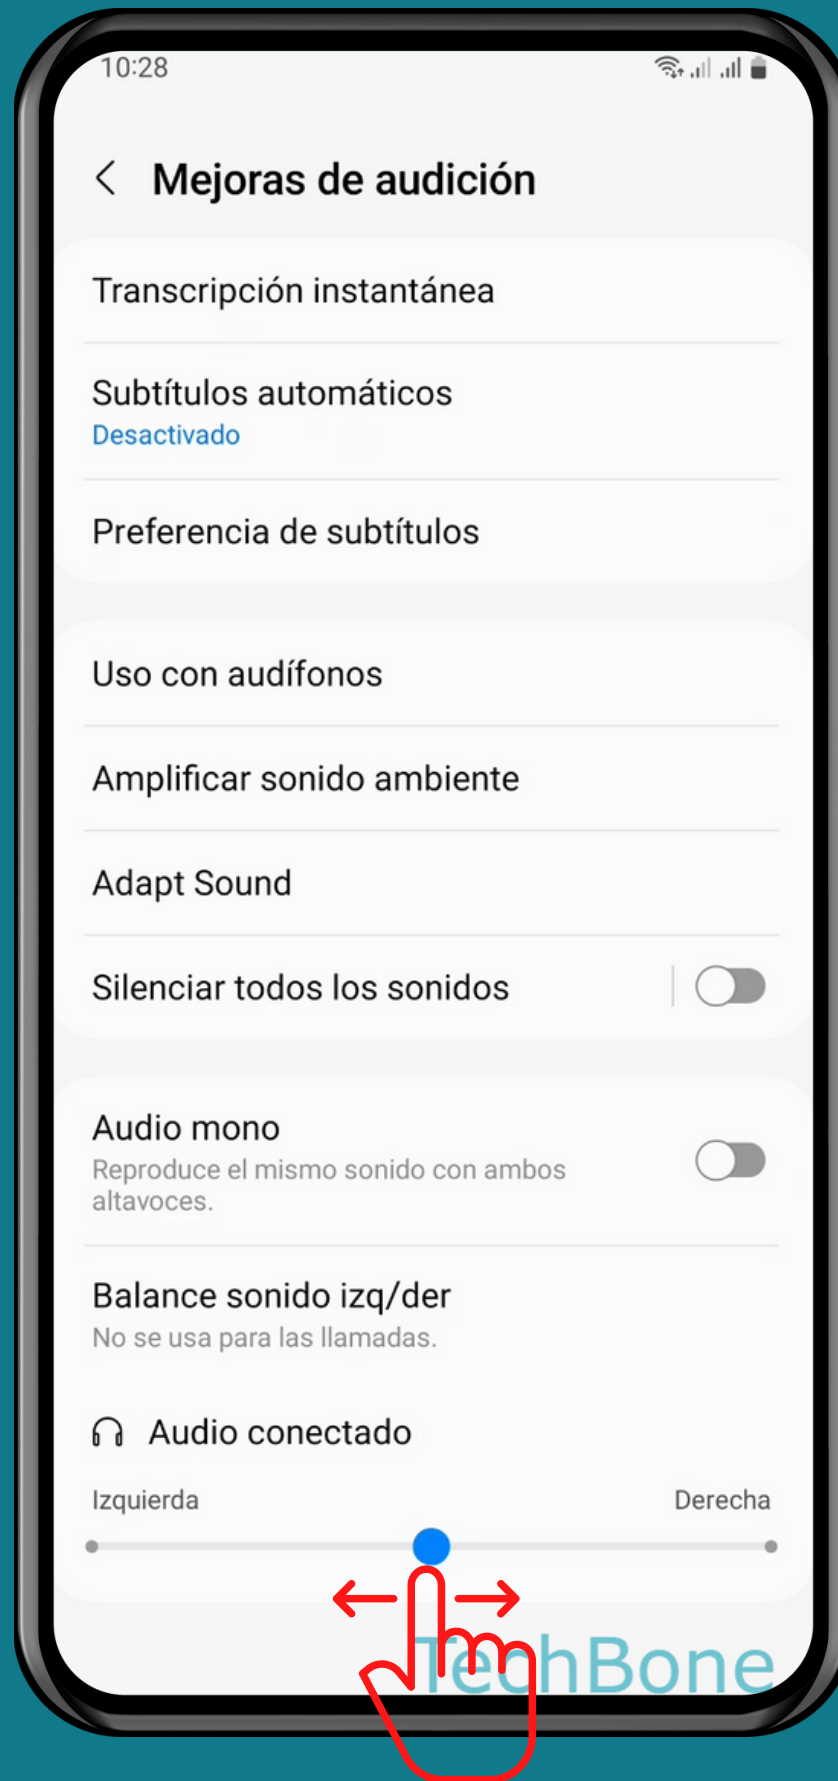 10:28
Mejoras de audición
Transcripción instantánea
Subtítulos automáticos
Desactivado
Preferencia de subtítulos
Uso con audífonos
Amplificar sonido ambiente
Adapt Sound
Silenciar todos los sonidos
Audio mono
Reproduce el mismo sonido con ambos
altavoces.
Balance sonido izq/der
No se usa para las llamadas.
Audio conectado
Izquierda Derecha
TechBone